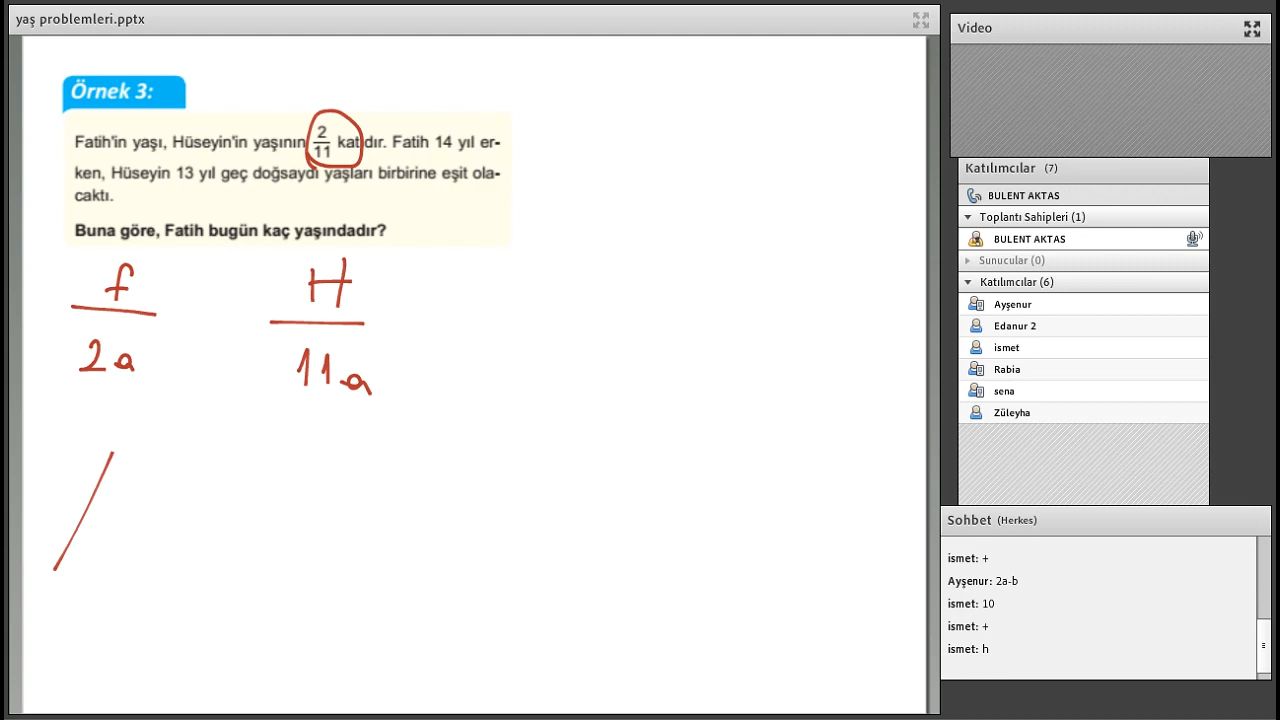 yaş problemleri.pptx
Örnek 3:
Fatih'in yaşı, Hüseyin'in yaşının 2/11 katıdır. Fatih 14 yıl er-
ken, Hüseyin 13 yıl geç doğsaydı yaşları birbirine eşit ola-
caktı.
Buna göre, Fatih bugün kaç yaşındadır?
f H
2a 11a
Video
Katılımcılar (7)
BULENT AKTAS
Toplantı Sahipleri (1)
BULENT AKTAS
Sunucular (0)
Katılımcılar (6)
Ayşenur
Edanur 2
ismet
Rabia
sena
Züleyha
Sohbet (Herkes)
ismet: +
Ayşenur: 2a-b
ismet: 10
ismet: +
ismet: h